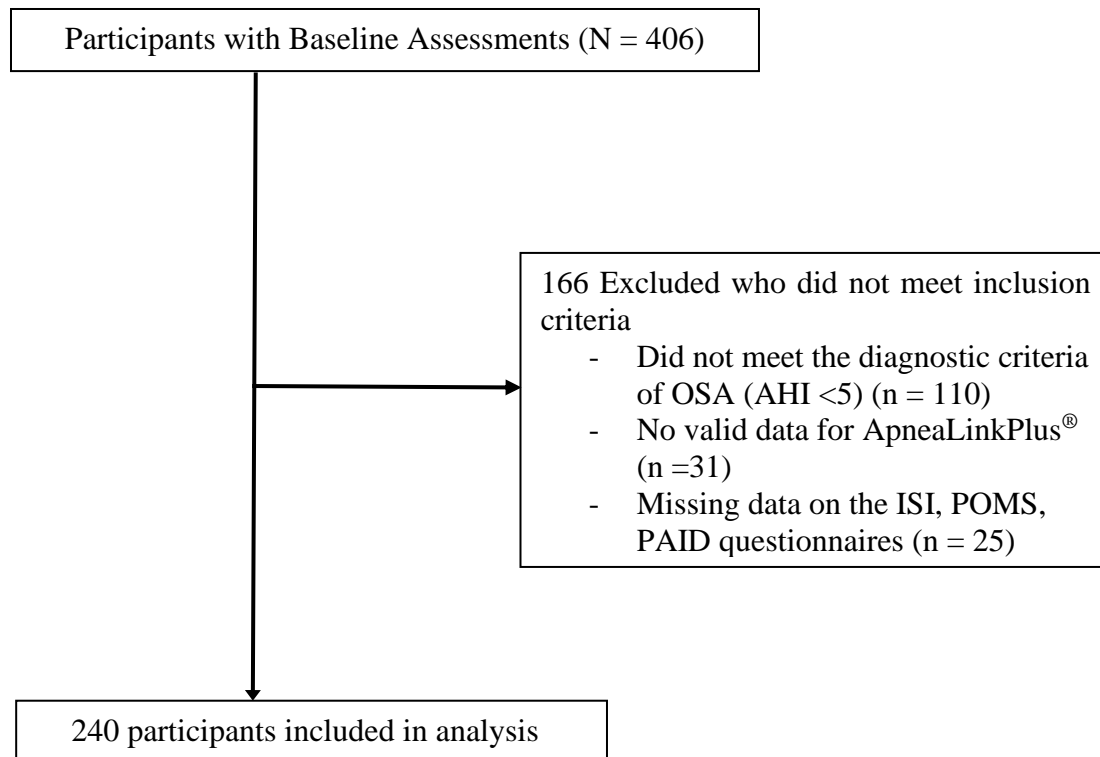 Participants with Baseline Assessments (N = 406)
166 Excluded who did not meet inclusion
criteria
- Did not meet the diagnostic criteria
of OSA (AHI <5) (n = 110)
- No valid data for ApneaLinkPlus®
(n =31)
- Missing data on the ISI, POMS,
PAID questionnaires (n = 25)
240 participants included in analysis